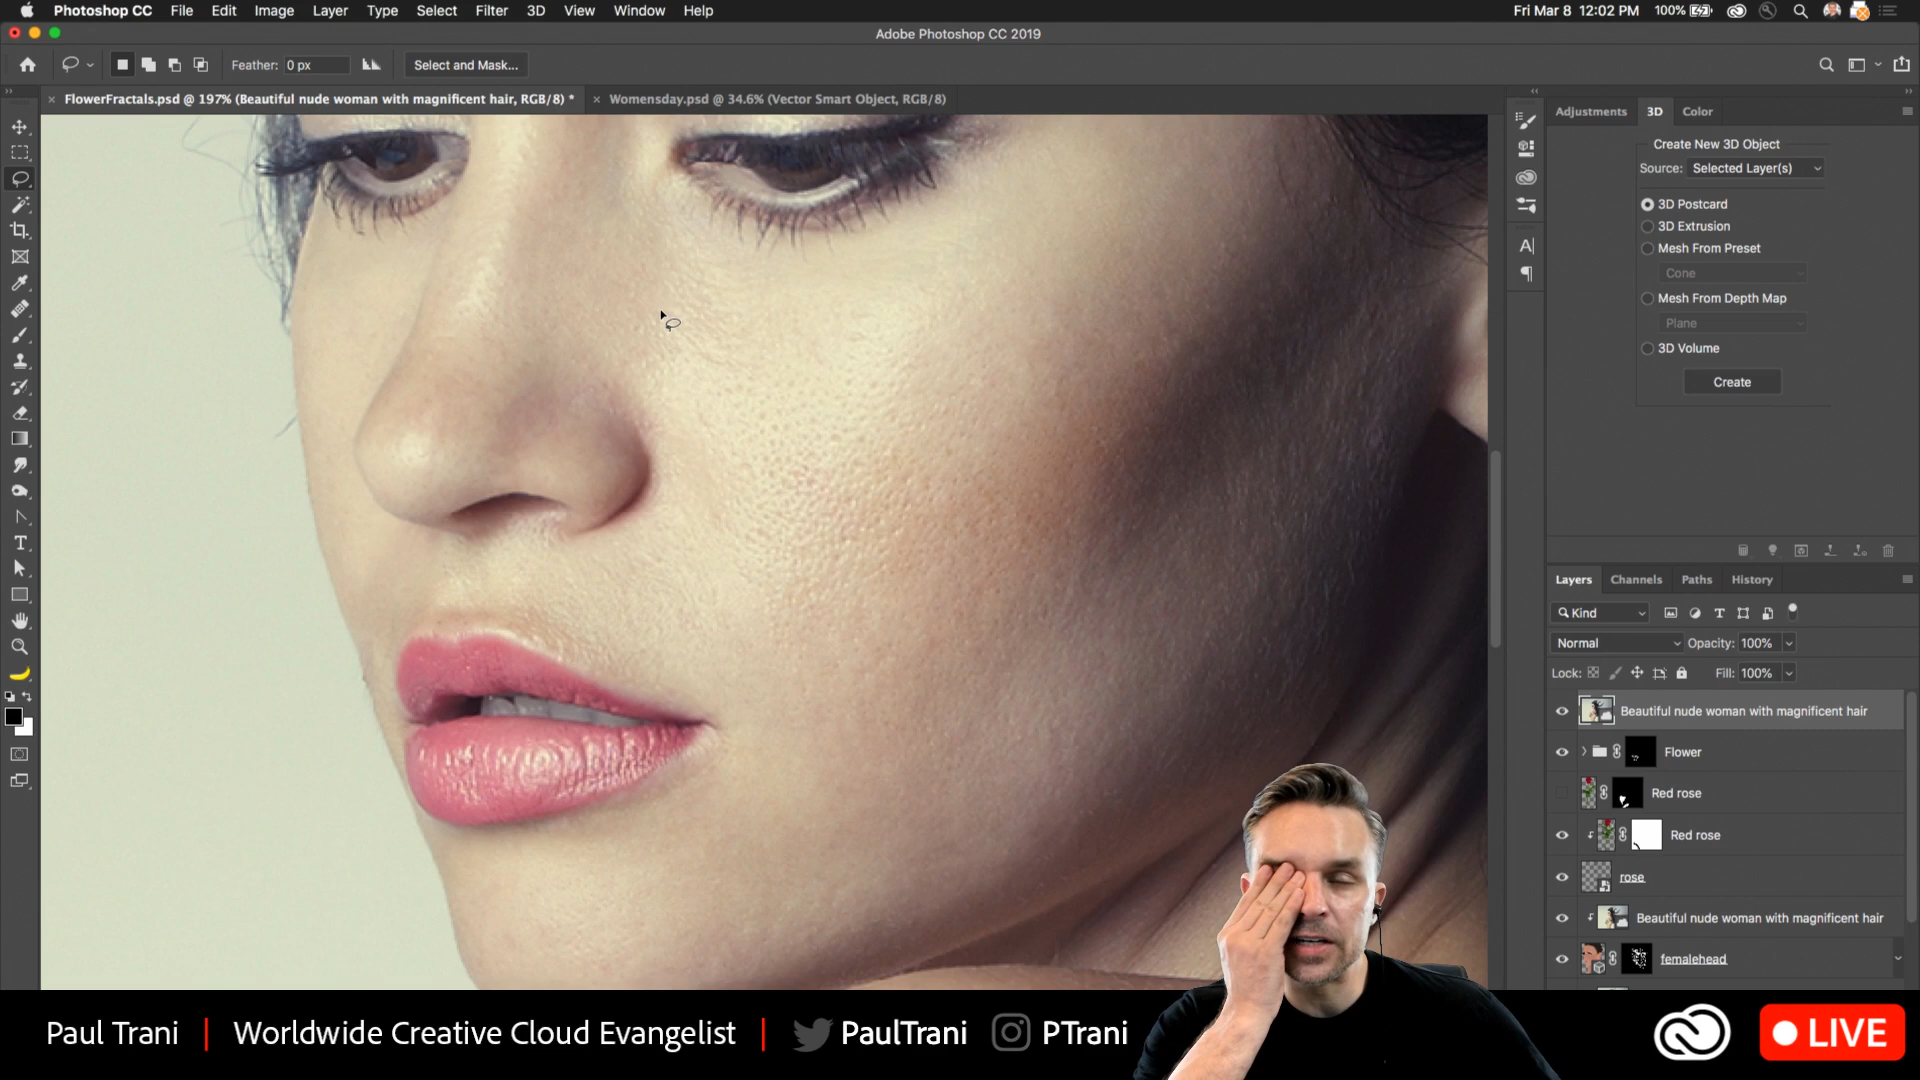 Photoshop CC File Edit Image Layer Type Select Filter 3D View Window Help
Fri Mar 8 12:02 PM 100%
Adobe Photoshop CC 2019
Feather: 0 px Select and Mask...
FlowerFractals.psd @ 197% (Beautiful nude woman with magnificent hair, RGB/8) *
Womensday.psd @ 34.6% (Vector Smart Object, RGB/8)
Adjustments 3D Color
Create New 3D Object
Source: Selected Layer(s)
3D Postcard
3D Extrusion
Mesh From Preset
Cone
Mesh From Depth Map
Plane
3D Volume
Create
Layers Channels Paths History
Kind
Normal Opacity: 100%
Lock: Fill: 100%
Beautiful nude woman with magnificent hair
Flower
Red rose
Red rose
rose
Beautiful nude woman with magnificent hair
femalehead
Paul Trani | Worldwide Creative Cloud Evangelist | PaulTrani PTrani
LIVE